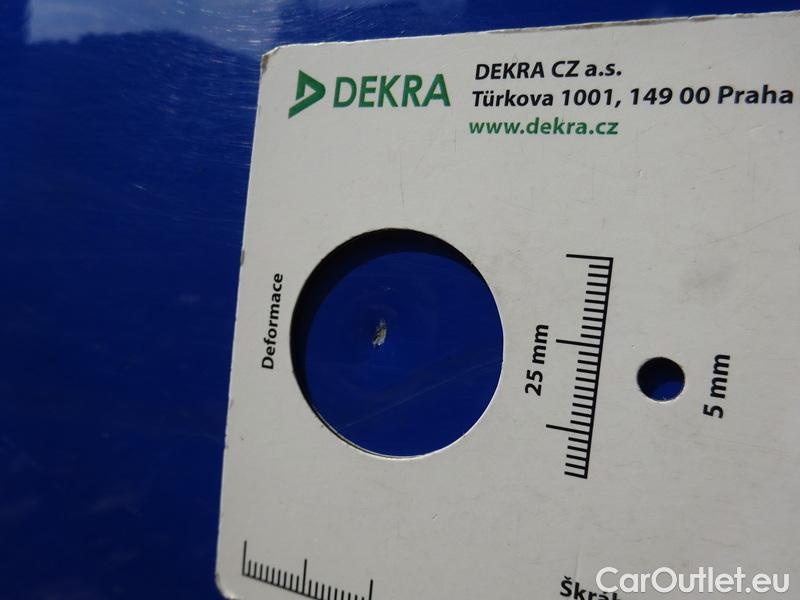 DEKRA
DEKRA CZ a.s.
Türkova 1001, 149 00 Praha
www.dekra.cz
Deformace
25 mm
5 mm
CarOutlet.eu